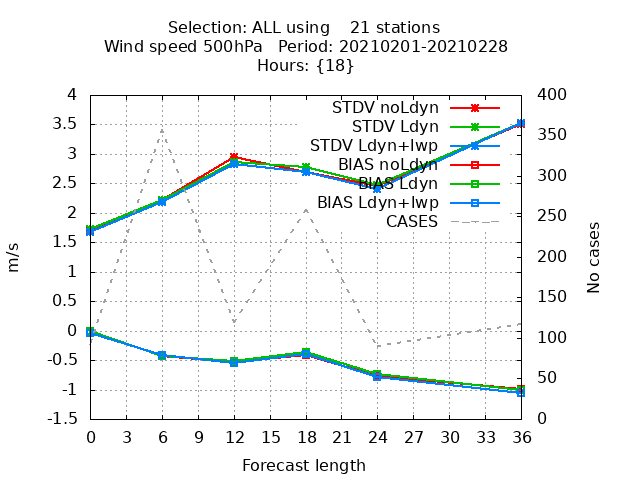 Selection: ALL using 21 stations
Wind speed 500hPa Period: 20210201-20210228
Hours: {18}
STDV noLdyn
STDV Ldyn
STDV Ldyn+lwp
BIAS noLdyn
BIAS Ldyn
BIAS Ldyn+lwp
CASES
m/s
4
3.5
3
2.5
2
1.5
1
0.5
0
-0.5
-1
-1.5
No cases
400
350
300
250
200
150
100
50
0
0 3 6 9 12 15 18 21 24 27 30 33 36
Forecast length